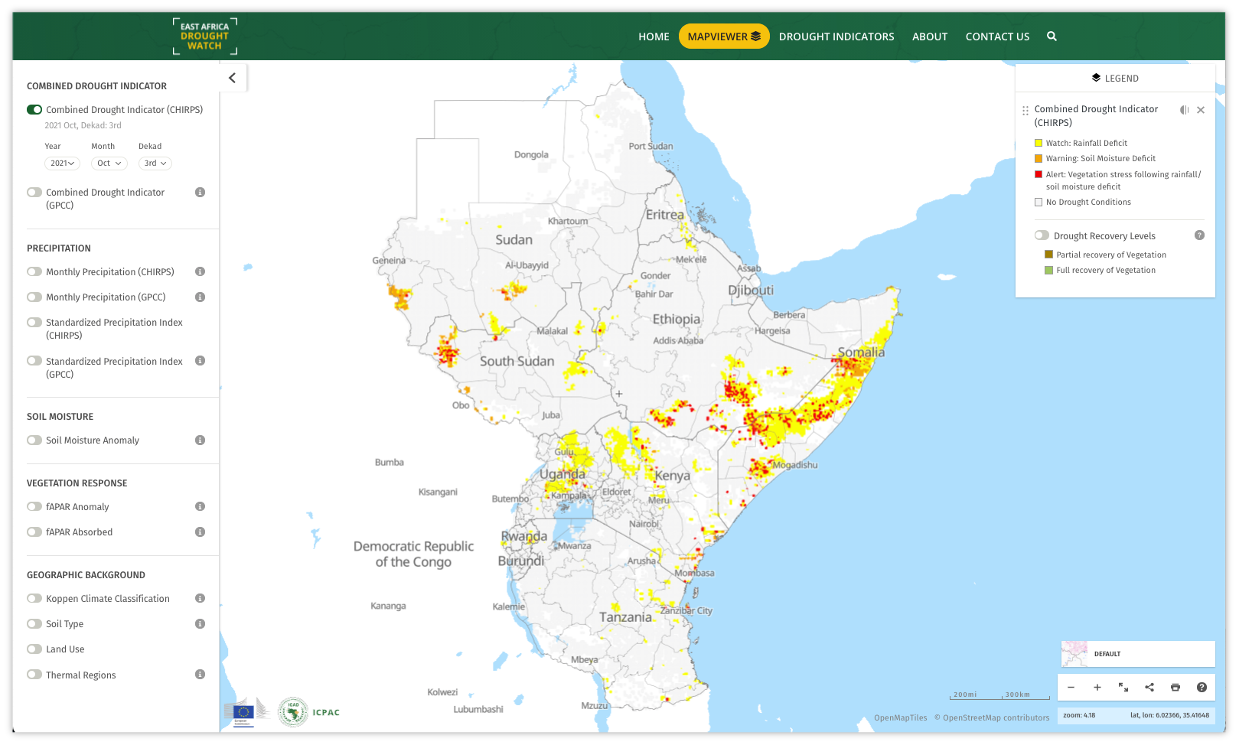 EAST AFRICA
DROUGHT
WATCH
HOME
MAPVIEWER
DROUGHT INDICATORS
ABOUT
CONTACT US
COMBINED DROUGHT INDICATOR
Combined Drought Indicator (CHIRPS)
2021 Oct, Dekad: 3rd
Year Month Dekad
2021 Oct 3rd
Combined Drought Indicator
(GPCC)
PRECIPITATION
Monthly Precipitation (CHIRPS)
Monthly Precipitation (GPCC)
Standardized Precipitation Index
(CHIRPS)
Standardized Precipitation Index
(GPCC)
SOIL MOISTURE
Soil Moisture Anomaly
VEGETATION RESPONSE
fAPAR Anomaly
fAPAR Absorbed
GEOGRAPHIC BACKGROUND
Koppen Climate Classification
Soil Type
Land Use
Thermal Regions
LEGEND
Combined Drought Indicator
(CHIRPS)
Watch: Rainfall Deficit
Warning: Soil Moisture Deficit
Alert: Vegetation stress following rainfall/
soil moisture deficit
No Drought Conditions
Drought Recovery Levels
Partial recovery of Vegetation
Full recovery of Vegetation
Port Sudan
Dongola
Eritrea
Khartoum
Sudan
Geneina
Al-Ubayyid
Mek'elē
Assab
Gonder
Bahir Dar
Djibouti
Berbera
Ethiopia
Malakal
Hargeisa
Addis Ababa
Somalia
South Sudan
Obo
Juba
Gulu
Bumba
Mogadishu
Uganda
Kenya
Kisangani
Butembo
Kampala
Eldoret
Meru
Nairobi
Rwanda
Mwanza
Democratic Republic
of the Congo
Burundi
Arusha
Mombasa
Kananga
Kalemie
Zanzibar City
Tanzania
Mbeya
Kolwezi
Lubumbashi
Mzuzu
IGAD
ICPAC
200mi 300km
DEFAULT
OpenMapTiles © OpenStreetMap contributors
zoom: 4.18 lat, lon: 6.02366, 35.41648